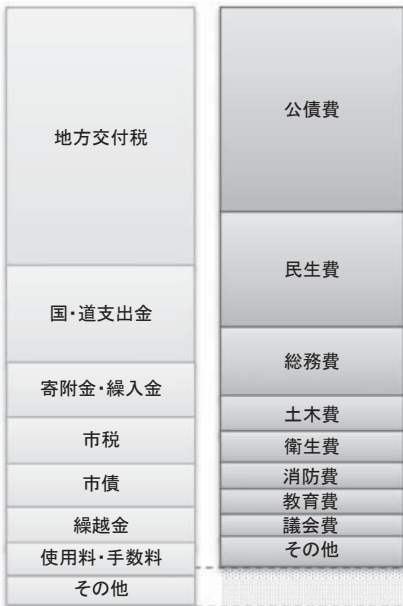 地方交付税
国・道支出金
寄附金・繰入金
市税
市債
繰越金
使用料・手数料
その他
公債費
民生費
総務費
土木費
衛生費
消防費
教育費
議会費
その他